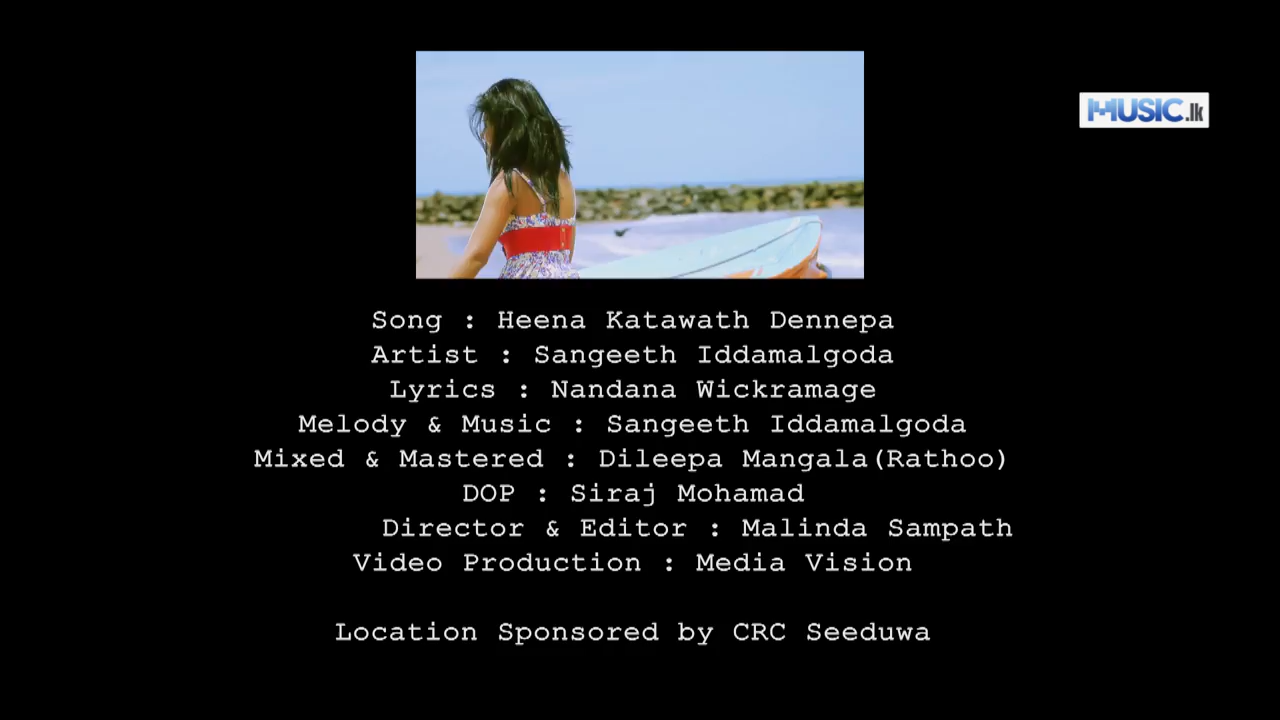 MUSIC.lk
Song : Heena Katawath Dennepa
Artist : Sangeeth Iddamalgoda
Lyrics : Nandana Wickramage
Melody & Music : Sangeeth Iddamalgoda
Mixed & Mastered : Dileepa Mangala(Rathoo)
DOP : Siraj Mohamad
Director & Editor : Malinda Sampath
Video Production : Media Vision
Location Sponsored by CRC Seeduwa